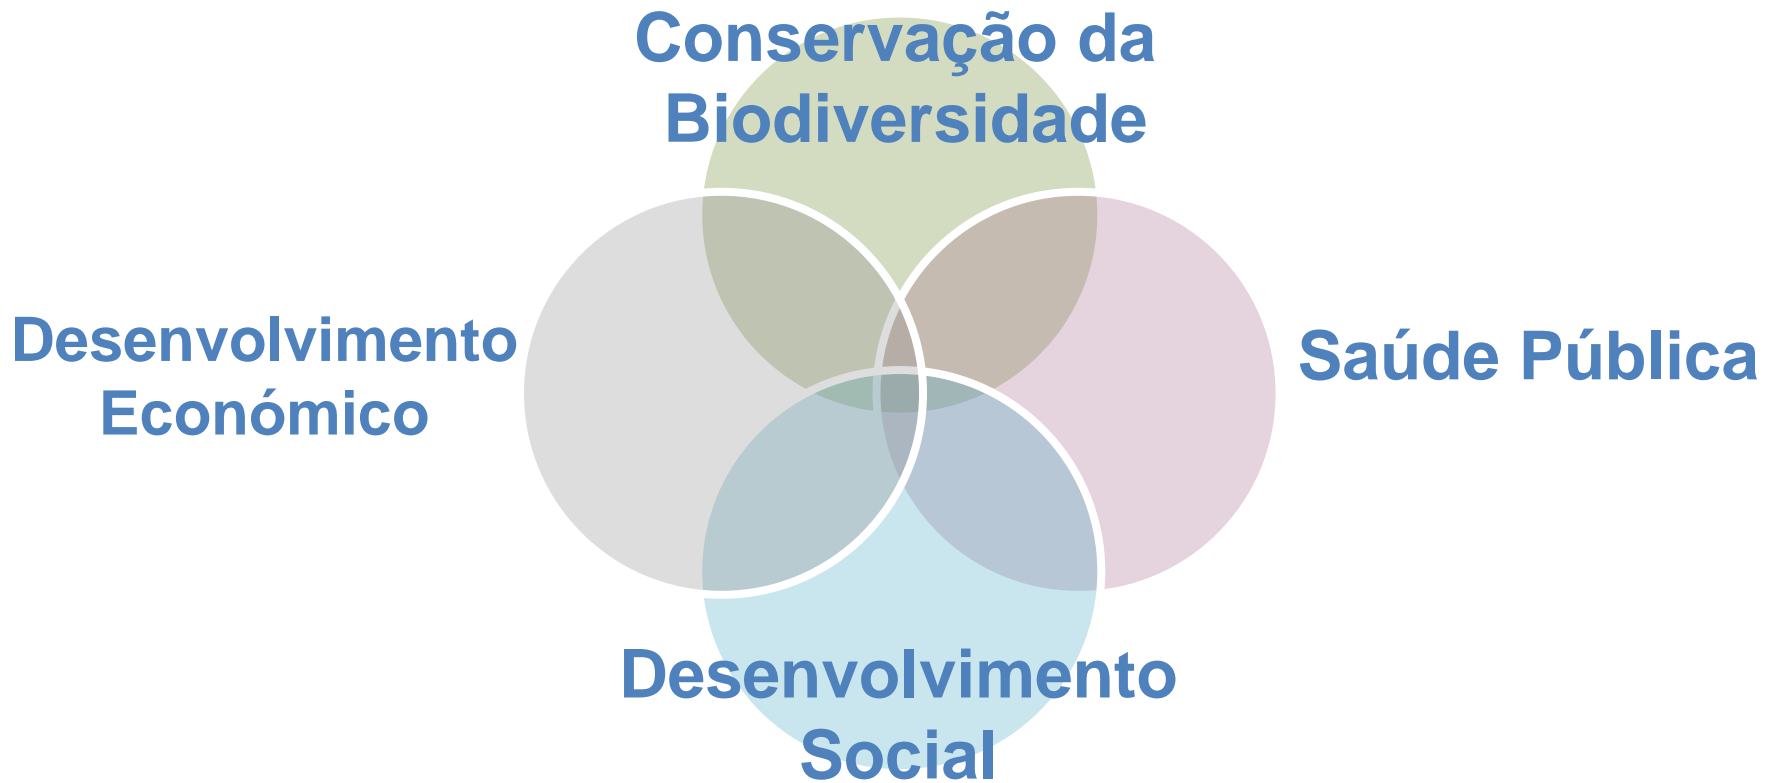 Conservação da
Biodiversidade
Desenvolvimento
Económico
Saúde Pública
Desenvolvimento
Social